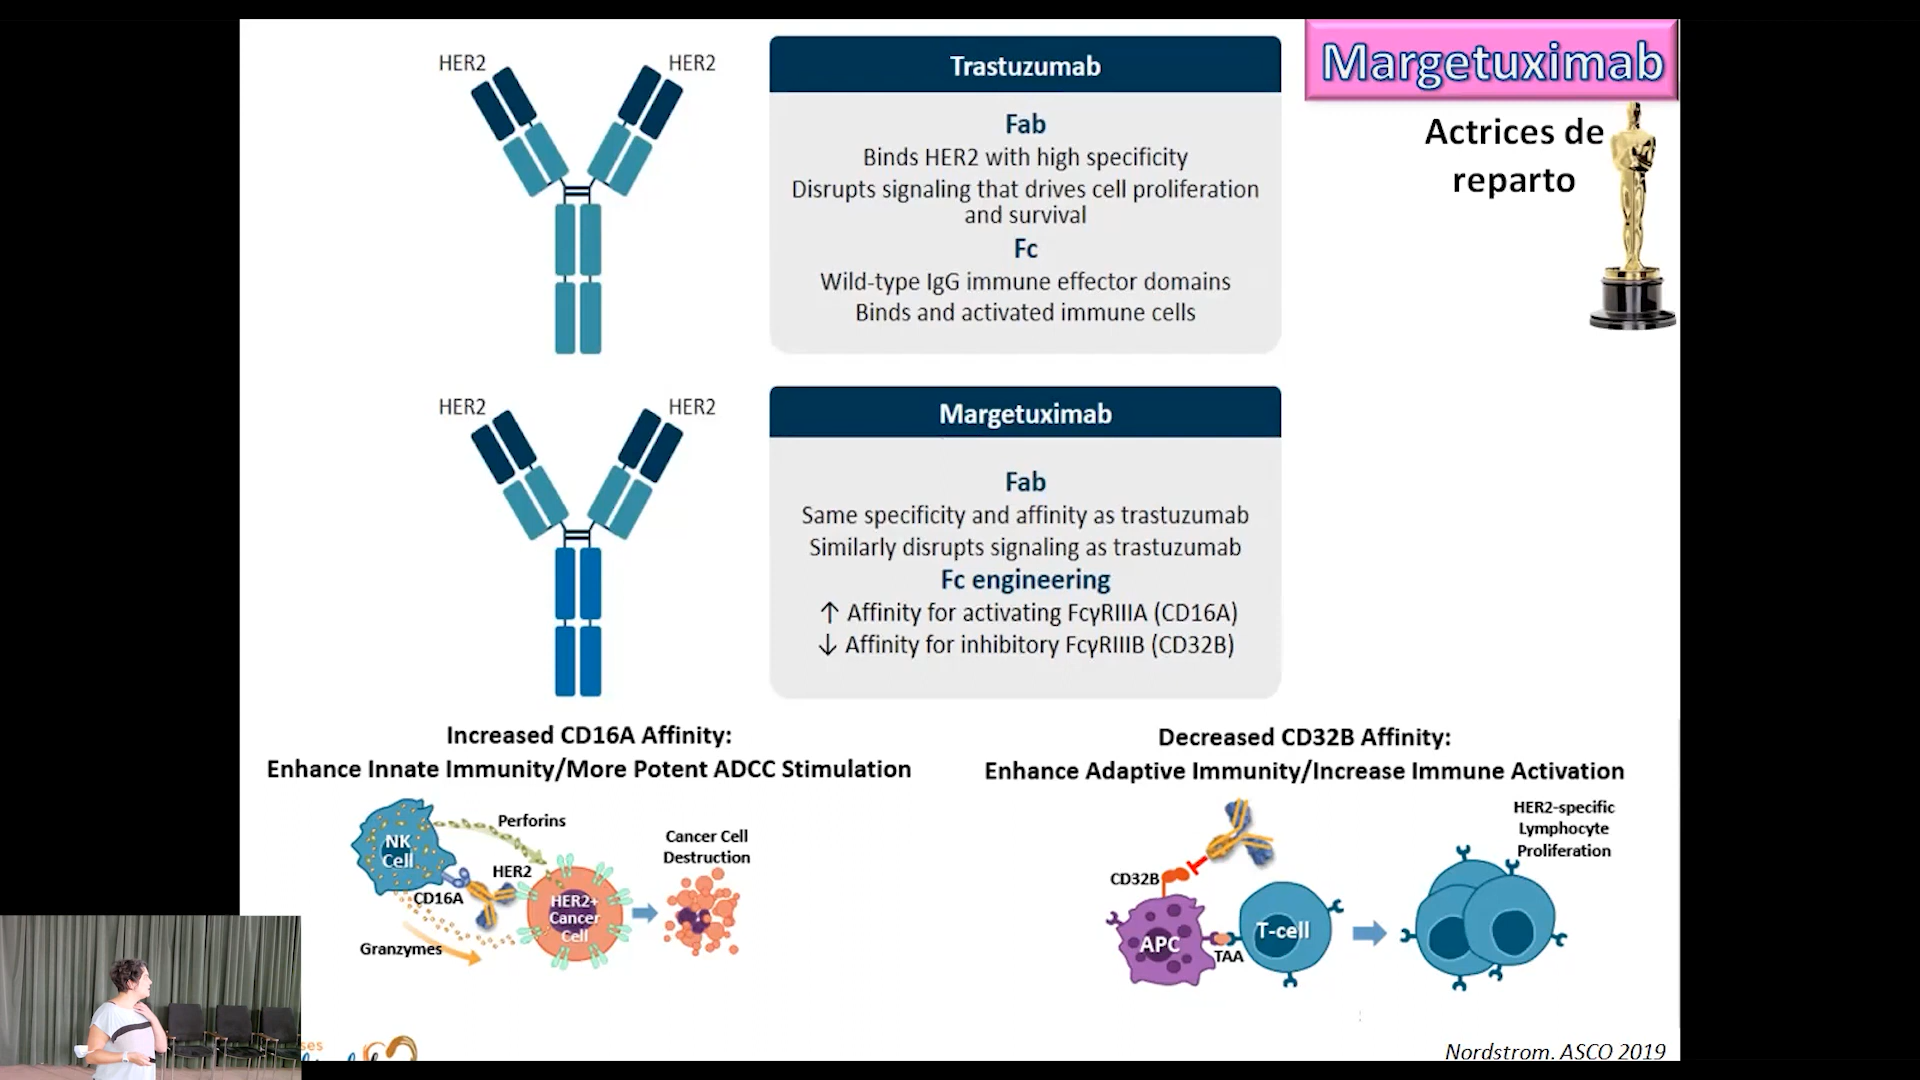 HER2
HER2
Trastuzumab
Fab
Binds HER2 with high specificity
Disrupts signaling that drives cell proliferation
and survival
Fc
Wild-type IgG immune effector domains
Binds and activated immune cells
Margetuximab
Actrices de
reparto
HER2
HER2
Margetuximab
Fab
Same specificity and affinity as trastuzumab
Similarly disrupts signaling as trastuzumab
Fc engineering
↑ Affinity for activating FcγRIIIA (CD16A)
↓ Affinity for inhibitory FcγRIIIB (CD32B)
Increased CD16A Affinity:
Enhance Innate Immunity/More Potent ADCC Stimulation
NK
Cell
Perforins
HER2
CD16A
Granzymes
HER2+
Cancer
Cell
Cancer Cell
Destruction
Decreased CD32B Affinity:
Enhance Adaptive Immunity/Increase Immune Activation
CD32B
APC
TAA
T-cell
HER2-specific
Lymphocyte
Proliferation
Nordstrom. ASCO 2019